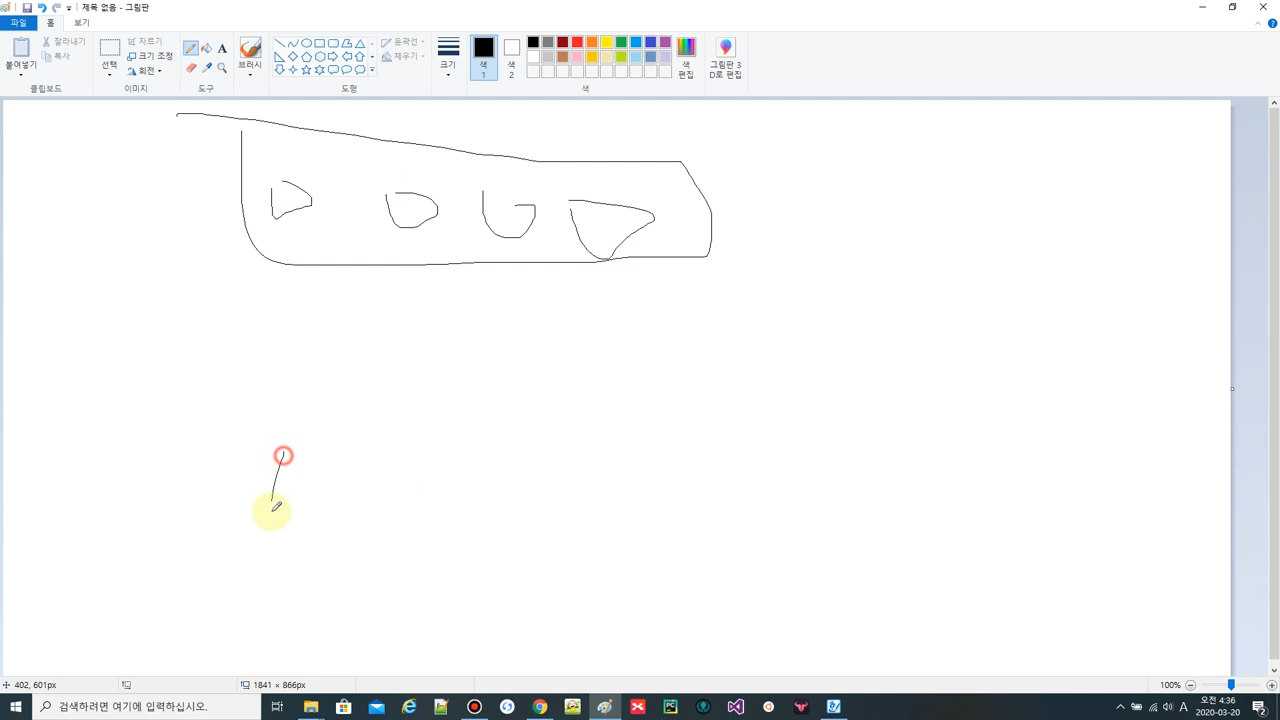 제목 없음 - 그림판
파일 홈 보기
붙여넣기
잘라내기
복사
클립보드
선택
자르기
크기 조정
회전
이미지
A
도구
브러시
윤곽선
채우기
도형
크기
색 1
색 2
색 편집
색
그림판 3D로 편집
402, 601px
1841 × 866px
100%
검색하려면 여기에 입력하십시오.
A
오전 4:36
2020-03-20
2